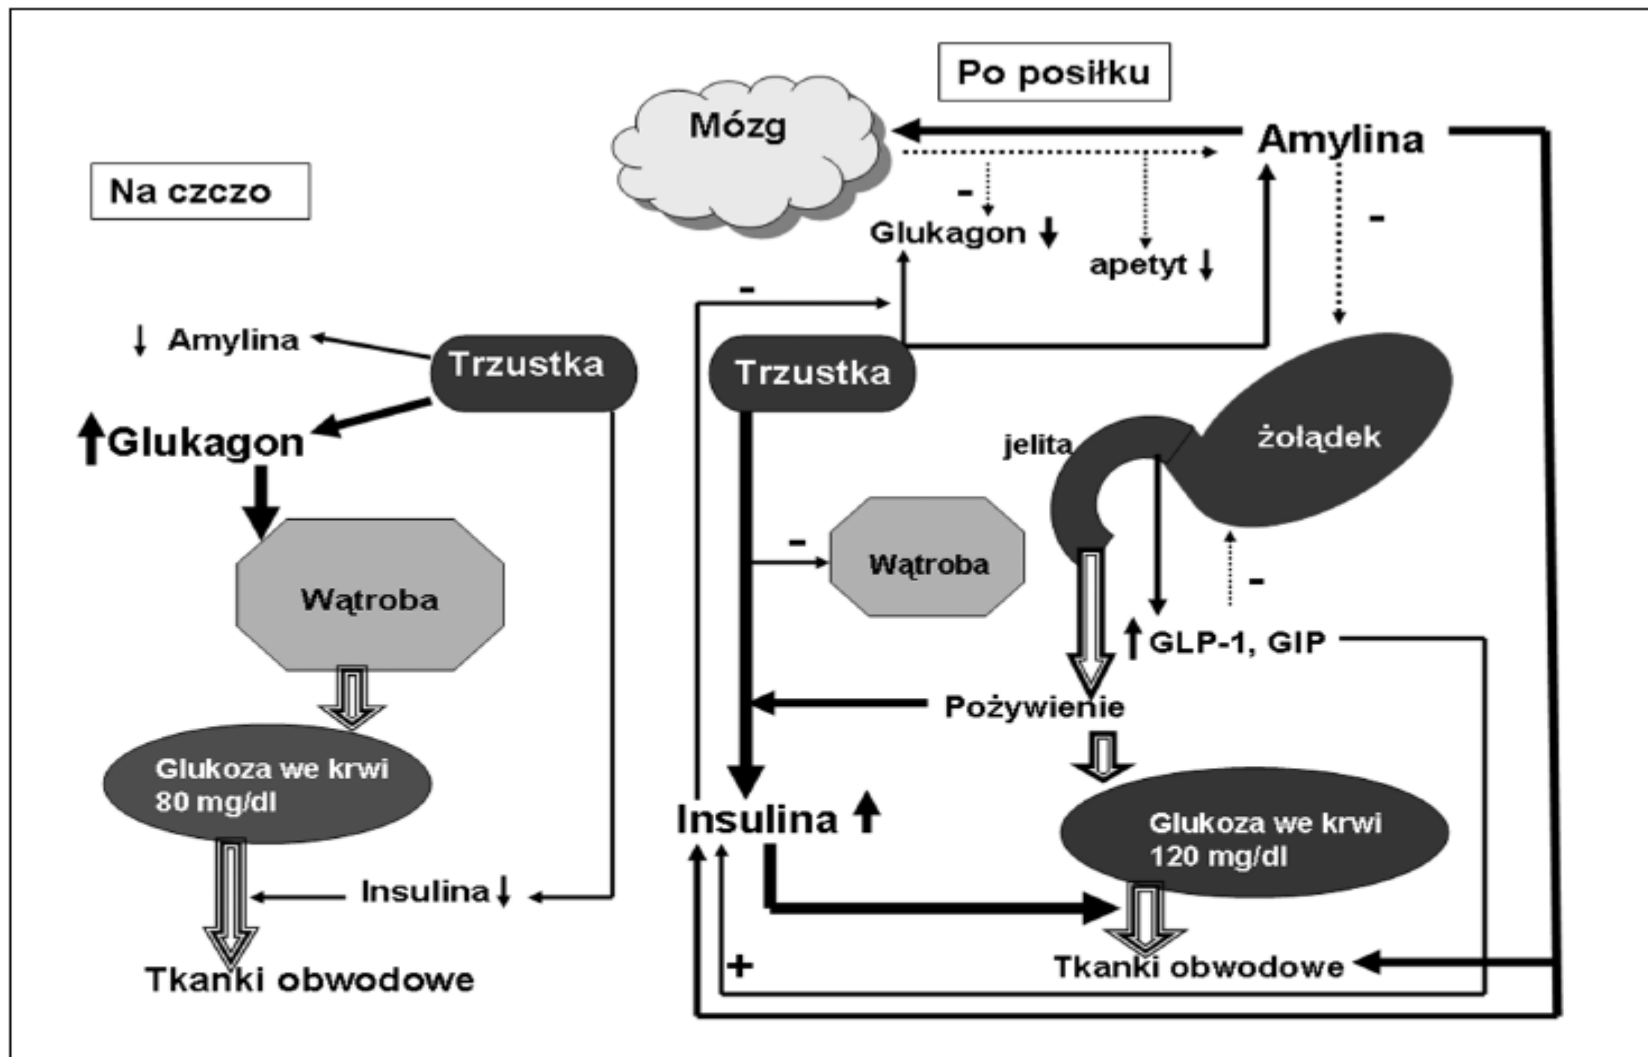 Na czczo
Amylina
Trzustka
Glukagon
Wątroba
Glukoza we krwi
80 mg/dl
Insulina
Tkanki obwodowe
Po posiłku
Mózg
Amylina
-
Glukagon
-
apetyt
-
Trzustka
jelita
żołądek
-
Wątroba
-
GLP-1, GIP
Pożywienie
Insulina
Glukoza we krwi
120 mg/dl
+
Tkanki obwodowe